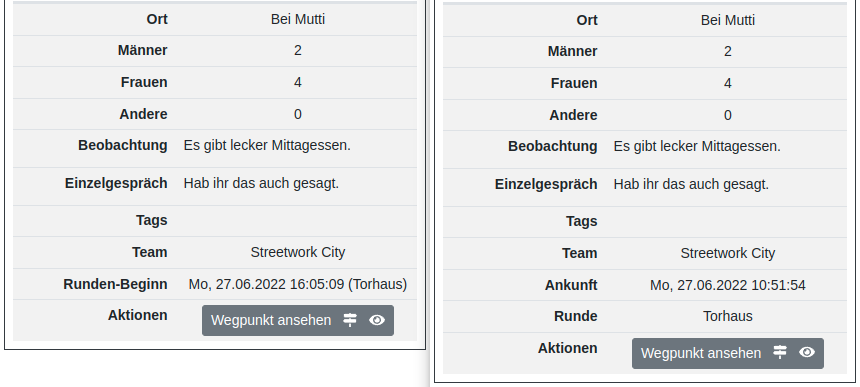 Ort Bei Mutti
Männer 2
Frauen 4
Andere 0
Beobachtung Es gibt lecker Mittagessen.
Einzelgespräch Hab ihr das auch gesagt.
Tags
Team Streetwork City
Runden-Beginn Mo, 27.06.2022 16:05:09 (Torhaus)
Aktionen Wegpunkt ansehen
Ort Bei Mutti
Männer 2
Frauen 4
Andere 0
Beobachtung Es gibt lecker Mittagessen.
Einzelgespräch Hab ihr das auch gesagt.
Tags
Team Streetwork City
Ankunft Mo, 27.06.2022 10:51:54
Runde Torhaus
Aktionen Wegpunkt ansehen